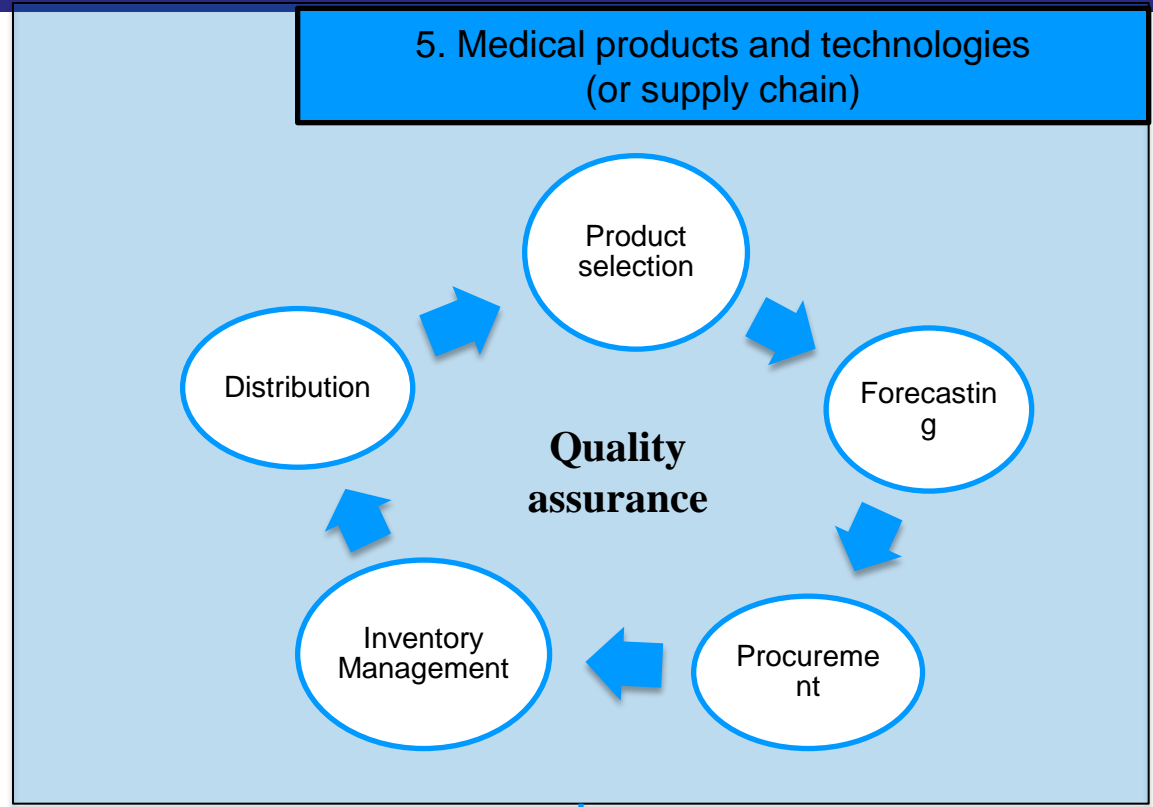 5. Medical products and technologies
(or supply chain)
Product
selection
Forecastin
g
Procureme
nt
Inventory
Management
Distribution
Quality
assurance